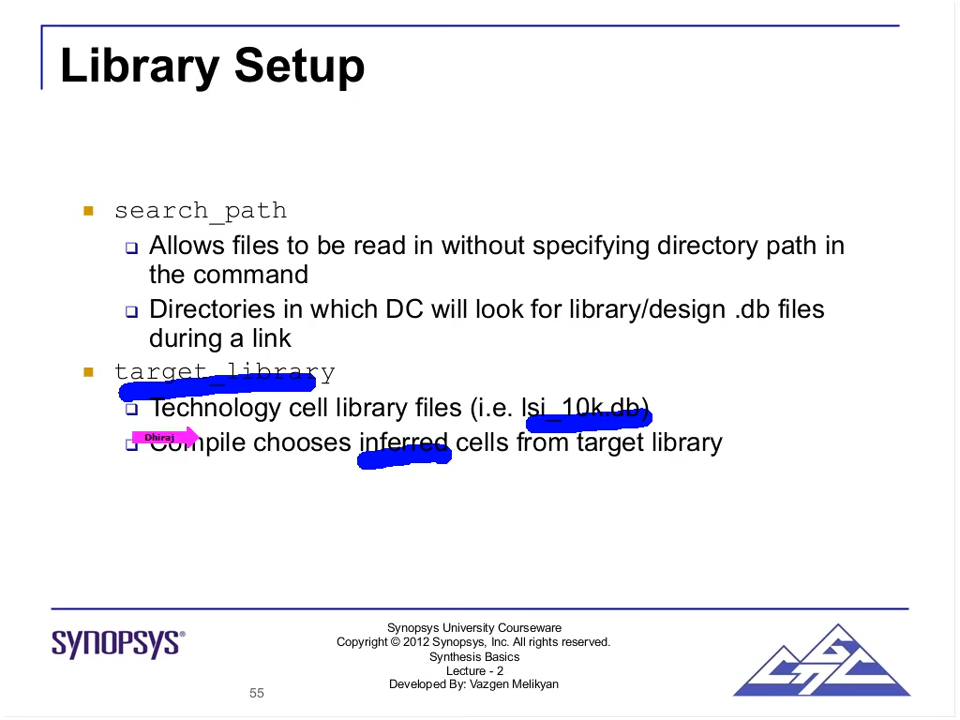 Library Setup
search_path
Allows files to be read in without specifying directory path in
the command
Directories in which DC will look for library/design .db files
during a link
target_library
Technology cell library files (i.e. lsi_10k.db)
Dhiraj
Compile chooses inferred cells from target library
SYNOPSYS®
Synopsys University Courseware
Copyright © 2012 Synopsys, Inc. All rights reserved.
Synthesis Basics
Lecture - 2
Developed By: Vazgen Melikyan
55